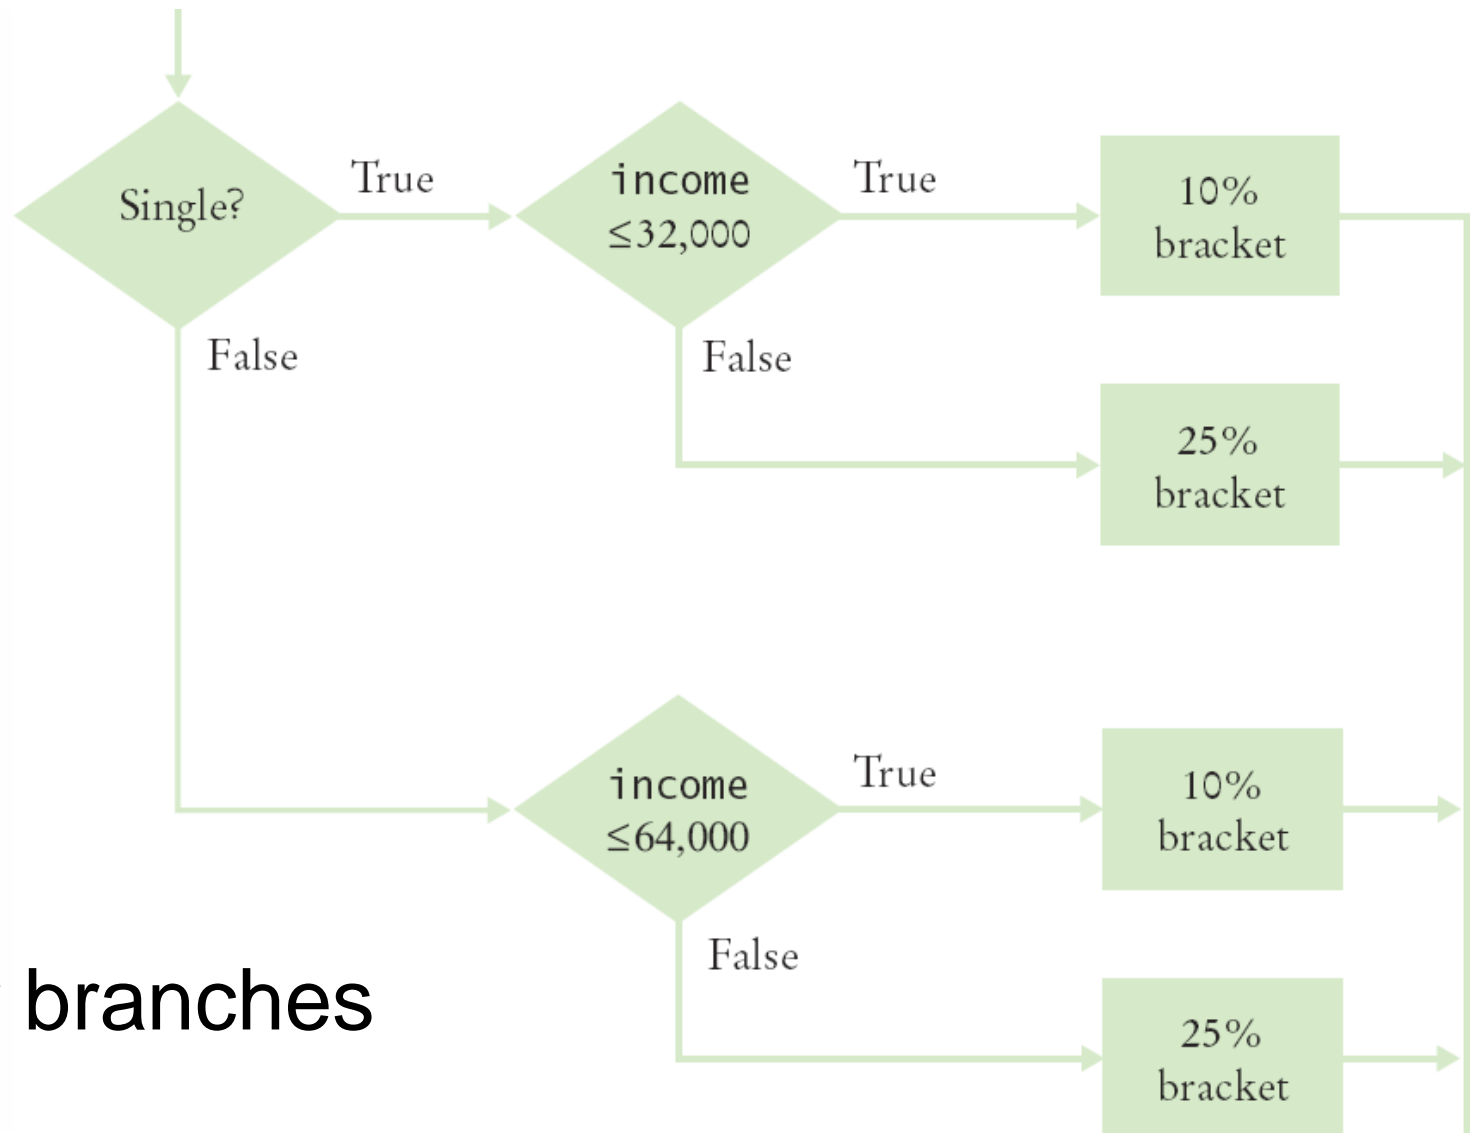 Single?
True
income
≤32,000
True
10%
bracket
False
False
25%
bracket
income
≤64,000
True
10%
bracket
False
branches
25%
bracket